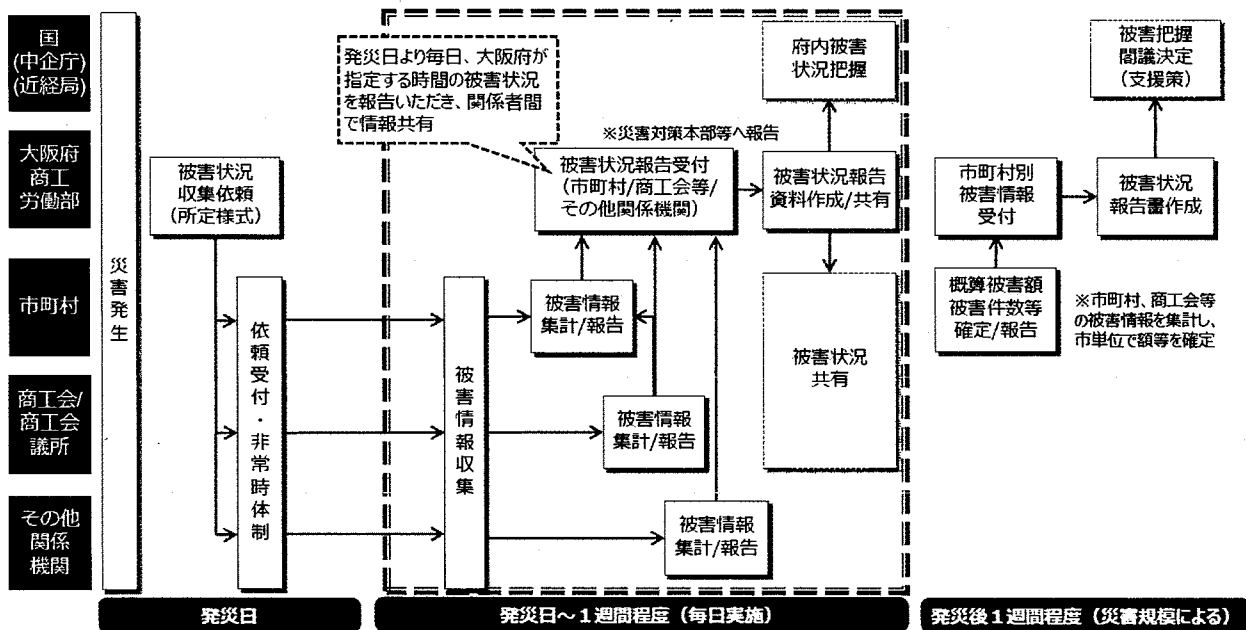 国
(中企庁)
(近経局)
大阪府
商工
労働部
市町村
商工会/
商工会
議所
その他
関係
機関
災害発生
被害状況
収集依頼
(所定様式)
依頼受付・非常時体制
発災日より毎日、大阪府が
指定する時間の被害状況
を報告いただき、関係者間
で情報共有
※災害対策本部等へ報告
被害状況報告受付
(市町村/商工会等/
その他関係機関)
被害情報収集
被害情報
集計/報告
被害情報
集計/報告
被害情報
集計/報告
府内被害
状況把握
被害状況報告
資料作成/共有
被害状況
共有
被害把握
閣議決定
(支援策)
市町村別
被害情報
受付
被害状況
報告書作成
概算被害額
被害件数等
確定/報告
※市町村、商工会等
の被害情報を集計し、
市単位で額等を確定
発災日
発災日～1週間程度（毎日実施）
発災後1週間程度（災害規模による）